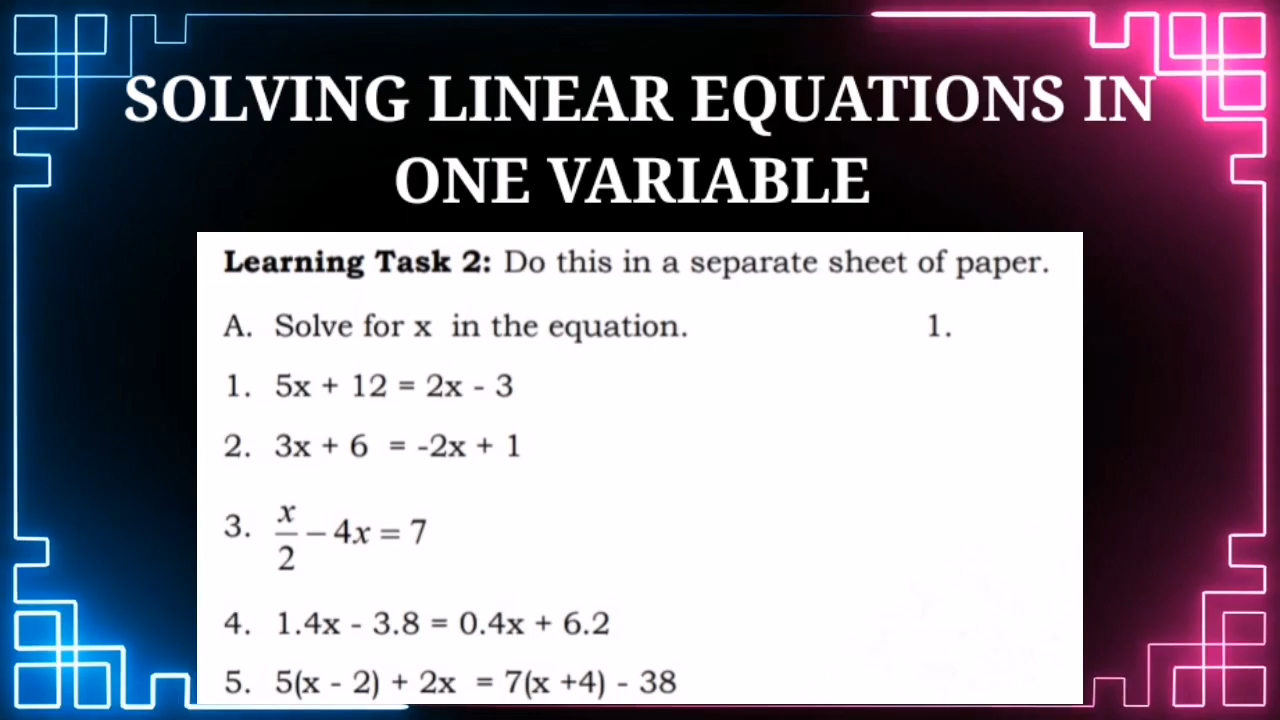 SOLVING LINEAR EQUATIONS IN
ONE VARIABLE
Learning Task 2: Do this in a separate sheet of paper.
A. Solve for x in the equation. 1.
1. 5x + 12 = 2x - 3
2. 3x + 6 = -2x + 1
3. x/2 – 4x = 7
4. 1.4x - 3.8 = 0.4x + 6.2
5. 5(x - 2) + 2x = 7(x +4) - 38